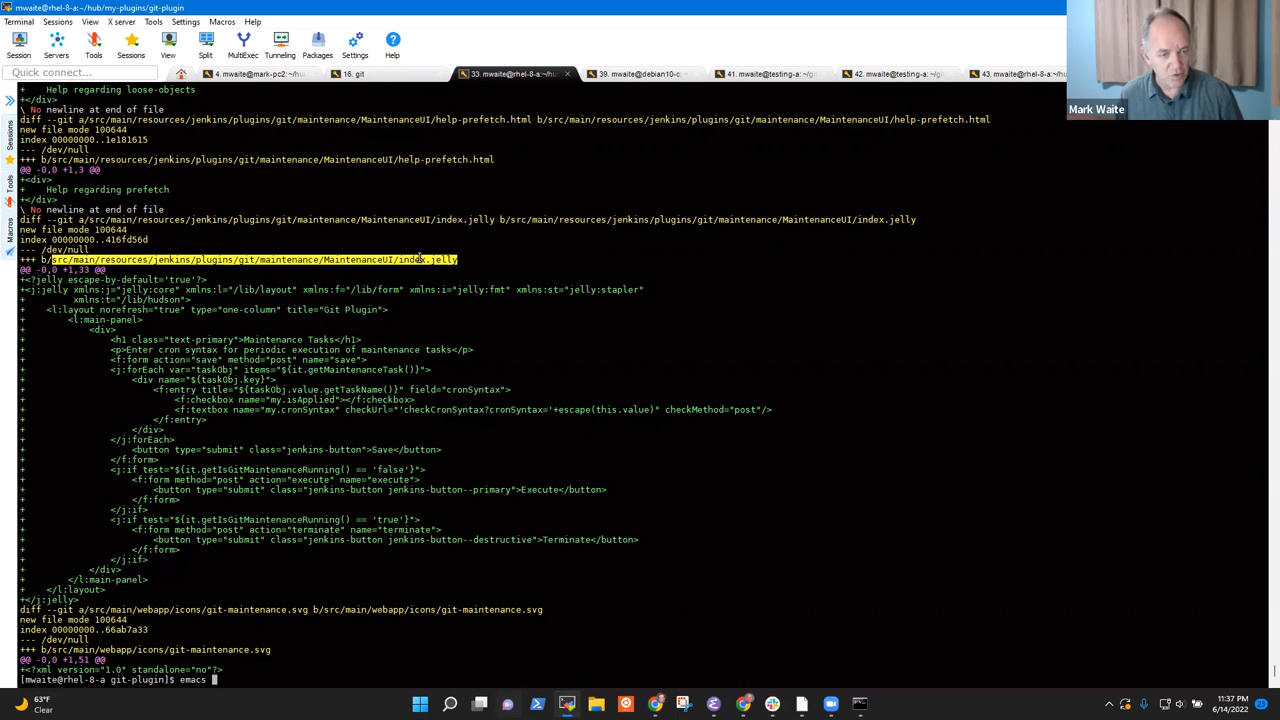 mwaite@rhel-8-a:~/hub/my-plugins/git-plugin
Terminal Sessions View X server Tools Settings Macros Help
Session Servers Tools Sessions View Split MultiExec Tunneling Packages Settings Help
Quick connect...
4. mwaite@mark-pc2:~/hu
16. git
33. mwaite@rhel-8-a:~/hu
39. mwaite@debian10-c:
41. mwaite@testing-a:~/gi
42. mwaite@testing-a:~/gi
43. mwaite@rhel-8-a:~/hu
Mark Waite
Sessions
Tools
Macros
+    Help regarding loose-objects
+</div>
\ No newline at end of file
diff --git a/src/main/resources/jenkins/plugins/git/maintenance/MaintenanceUI/help-prefetch.html b/src/main/resources/jenkins/plugins/git/maintenance/MaintenanceUI/help-prefetch.html
new file mode 100644
index 00000000..1e181615
--- /dev/null
+++ b/src/main/resources/jenkins/plugins/git/maintenance/MaintenanceUI/help-prefetch.html
@@ -0,0 +1,3 @@
+<div>
+    Help regarding prefetch
+</div>
\ No newline at end of file
diff --git a/src/main/resources/jenkins/plugins/git/maintenance/MaintenanceUI/index.jelly b/src/main/resources/jenkins/plugins/git/maintenance/MaintenanceUI/index.jelly
new file mode 100644
index 00000000..416fd56d
--- /dev/null
+++ b/src/main/resources/jenkins/plugins/git/maintenance/MaintenanceUI/index.jelly
@@ -0,0 +1,33 @@
+<?jelly escape-by-default='true'?>
+<j:jelly xmlns:j="jelly:core" xmlns:l="/lib/layout" xmlns:f="/lib/form" xmlns:i="jelly:fmt" xmlns:st="jelly:stapler"
+         xmlns:t="/lib/hudson">
+    <l:layout norefresh="true" type="one-column" title="Git Plugin">
+        <l:main-panel>
+            <div>
+                <h1 class="text-primary">Maintenance Tasks</h1>
+                <p>Enter cron syntax for periodic execution of maintenance tasks</p>
+                <f:form action="save" method="post" name="save">
+                <j:forEach var="taskObj" items="${it.getMaintenanceTask()}">
+                    <div name="${taskObj.key}">
+                        <f:entry title="${taskObj.value.getTaskName()}" field="cronSyntax">
+                            <f:checkbox name="my.isApplied"></f:checkbox>
+                            <f:textbox name="my.cronSyntax" checkUrl="'checkCronSyntax?cronSyntax='+escape(this.value)" checkMethod="post"/>
+                        </f:entry>
+                    </div>
+                </j:forEach>
+                    <button type="submit" class="jenkins-button">Save</button>
+                </f:form>
+                <j:if test="${it.getIsGitMaintenanceRunning() == 'false'}">
+                    <f:form method="post" action="execute" name="execute">
+                        <button type="submit" class="jenkins-button jenkins-button--primary">Execute</button>
+                    </f:form>
+                </j:if>
+                <j:if test="${it.getIsGitMaintenanceRunning() == 'true'}">
+                    <f:form method="post" action="terminate" name="terminate">
+                        <button type="submit" class="jenkins-button jenkins-button--destructive">Terminate</button>
+                    </f:form>
+                </j:if>
+            </div>
+        </l:main-panel>
+    </l:layout>
+</j:jelly>
diff --git a/src/main/webapp/icons/git-maintenance.svg b/src/main/webapp/icons/git-maintenance.svg
new file mode 100644
index 00000000..66ab7a33
--- /dev/null
+++ b/src/main/webapp/icons/git-maintenance.svg
@@ -0,0 +1,51 @@
+<?xml version="1.0" standalone="no"?>
[mwaite@rhel-8-a git-plugin]$ emacs
63°F
Clear
11:37 PM
6/14/2022
23